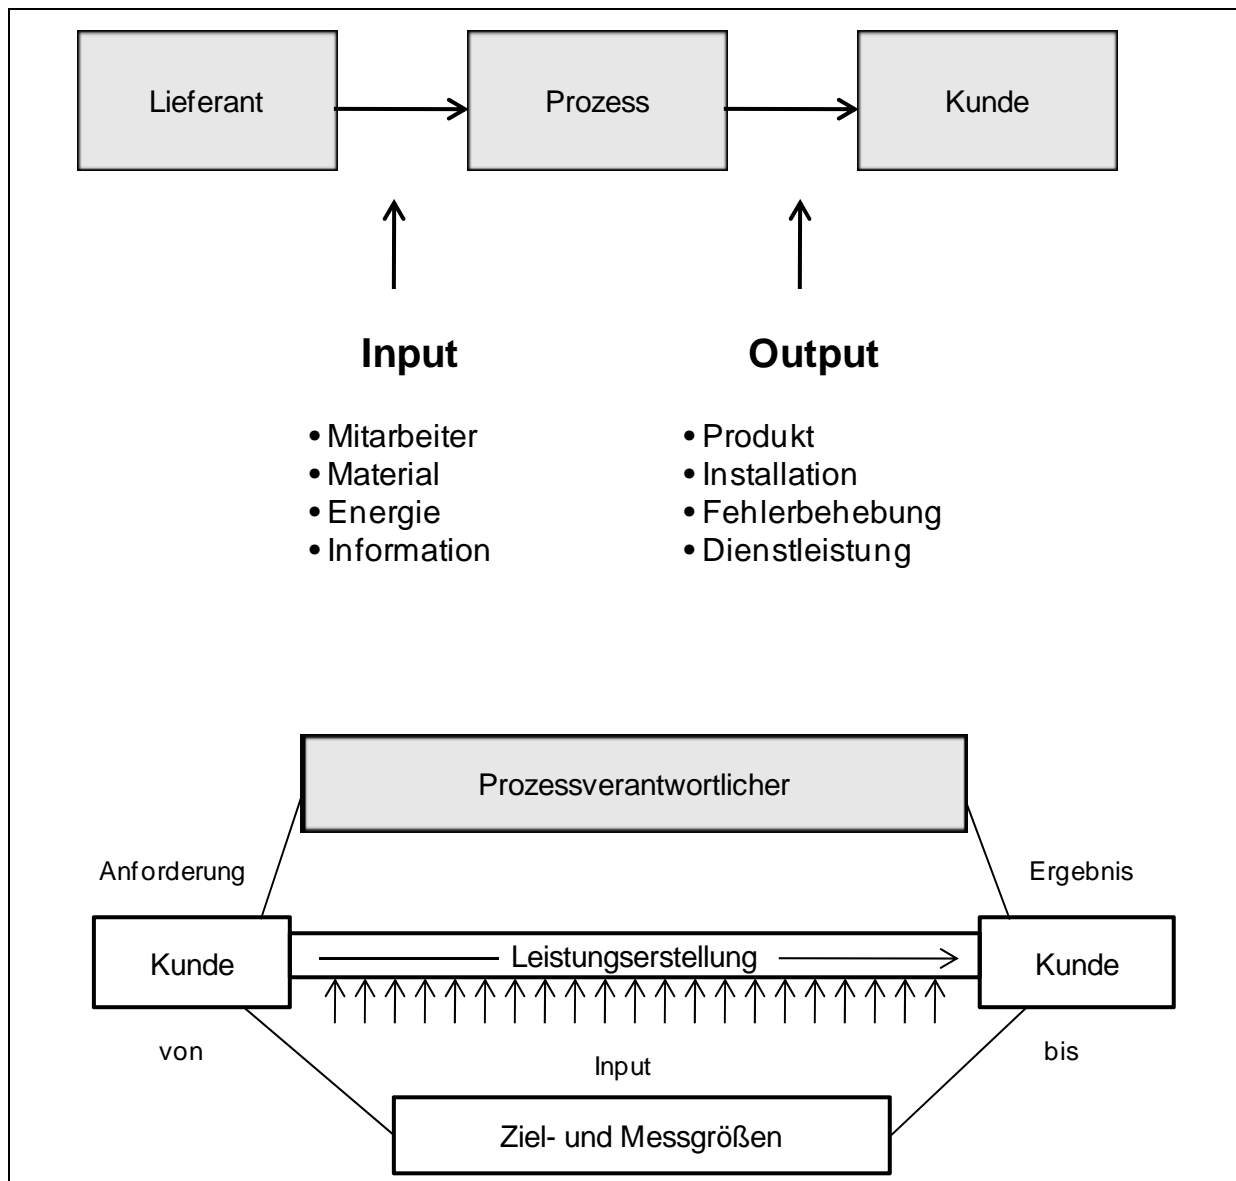 Lieferant
Prozess
Kunde
Input
Output
• Mitarbeiter
• Material
• Energie
• Information
• Produkt
• Installation
• Fehlerbehebung
• Dienstleistung
Prozessverantwortlicher
Anforderung
Ergebnis
Kunde
Leistungserstellung
Kunde
von
Input
bis
Ziel- und Messgrößen